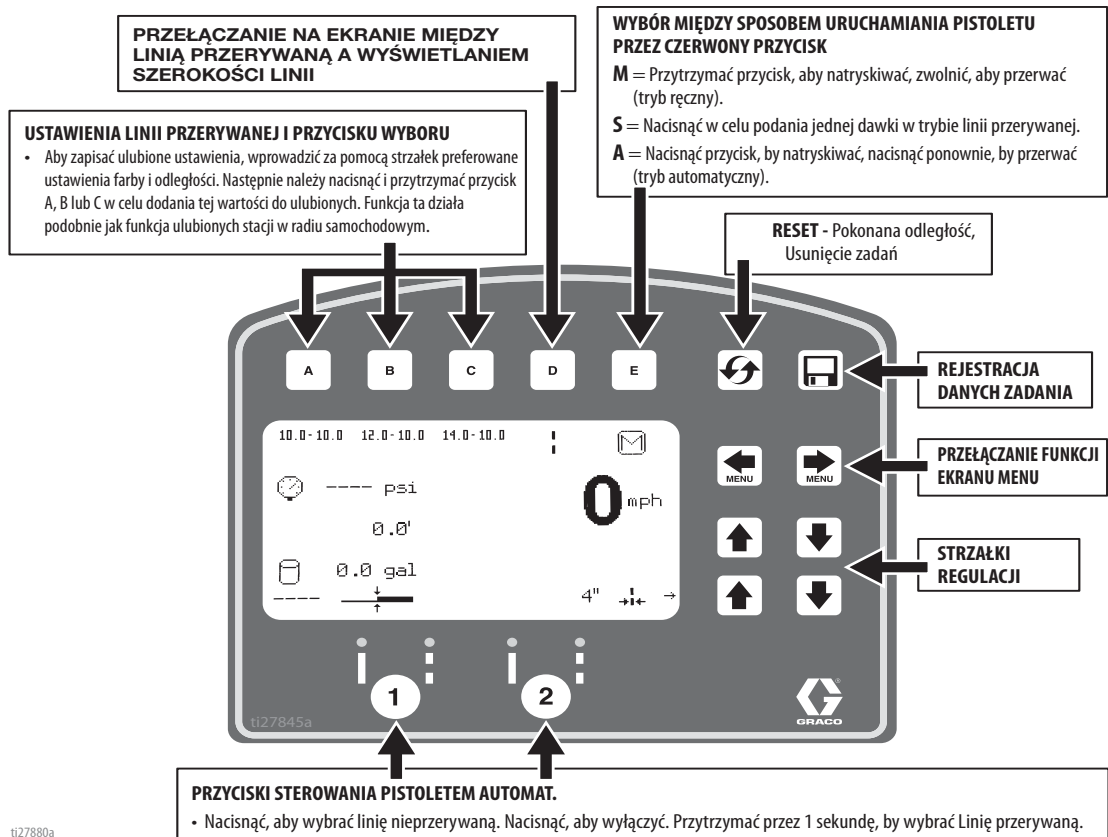 PRZEŁĄCZANIE NA EKRANIE MIĘDZY
LINIĄ PRZERYWANĄ A WYŚWIETLANIEM
SZEROKOŚCI LINII
WYBÓR MIĘDZY SPOSOBEM URUCHAMIANIA PISTOLETU
PRZEZ CZERWONY PRZYCISK
M = Przytrzymać przycisk, aby natryskiwać, zwolnić, aby przerwać
(tryb ręczny).
S = Nacisnąć w celu podania jednej dawki w trybie linii przerywanej.
A = Nacisnąć przycisk, by natryskiwać, nacisnąć ponownie, by przerwać
(tryb automatyczny).
USTAWIENIA LINII PRZERYWANEJ I PRZYCISKU WYBORU
• Aby zapisać ulubione ustawienia, wprowadzić za pomocą strzałek preferowane
ustawienia farby i odległości. Następnie należy nacisnąć i przytrzymać przycisk
A, B lub C w celu dodania tej wartości do ulubionych. Funkcja ta działa
podobnie jak funkcja ulubionych stacji w radiu samochodowym.
RESET - Pokonana odległość,
Usunięcie zadań
A B C D E
REJESTRACJA
DANYCH ZADANIA
10.0-10.0 12.0-10.0 14.0-10.0 M
---- psi
0 mph
0.0'
0.0 gal
----
4" →
MENU MENU
PRZEŁĄCZANIE FUNKCJI
EKRANU MENU
STRZAŁKI
REGULACJI
1 2
GRACO
ti27845a
PRZYCISKI STEROWANIA PISTOLETEM AUTOMAT.
• Nacisnąć, aby wybrać linię nieprzerywaną. Nacisnąć, aby wyłączyć. Przytrzymać przez 1 sekundę, by wybrać Linię przerywaną.
ti27880a